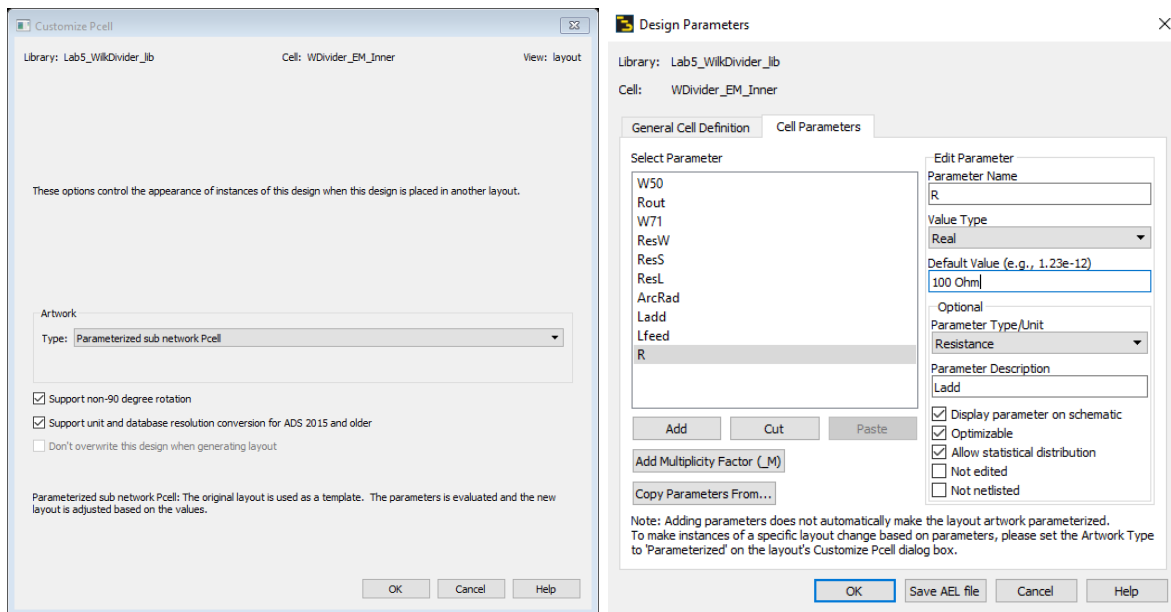 Customize Pcell
Library: Lab5_WilkDivider_lib Cell: WDivider_EM_Inner View: layout
These options control the appearance of instances of this design when this design is placed in another layout.
Artwork
Type: Parameterized sub network Pcell
Support non-90 degree rotation
Support unit and database resolution conversion for ADS 2015 and older
Don't overwrite this design when generating layout
Parameterized sub network Pcell: The original layout is used as a template. The parameters is evaluated and the new
layout is adjusted based on the values.
OK Cancel Help
Design Parameters
Library: Lab5_WilkDivider_lib
Cell: WDivider_EM_Inner
General Cell Definition Cell Parameters
Select Parameter
W50
Rout
W71
ResW
ResS
ResL
ArcRad
Ladd
Lfeed
R
Add Cut Paste
Add Multiplicity Factor (_M)
Copy Parameters From...
Edit Parameter
Parameter Name
R
Value Type
Real
Default Value (e.g., 1.23e-12)
100 Ohm
Optional
Parameter Type/Unit
Resistance
Parameter Description
Ladd
Display parameter on schematic
Optimizable
Allow statistical distribution
Not edited
Not netlisted
Note: Adding parameters does not automatically make the layout artwork parameterized.
To make instances of a specific layout change based on parameters, please set the Artwork Type
to 'Parameterized' on the layout's Customize Pcell dialog box.
OK Save AEL file Cancel Help